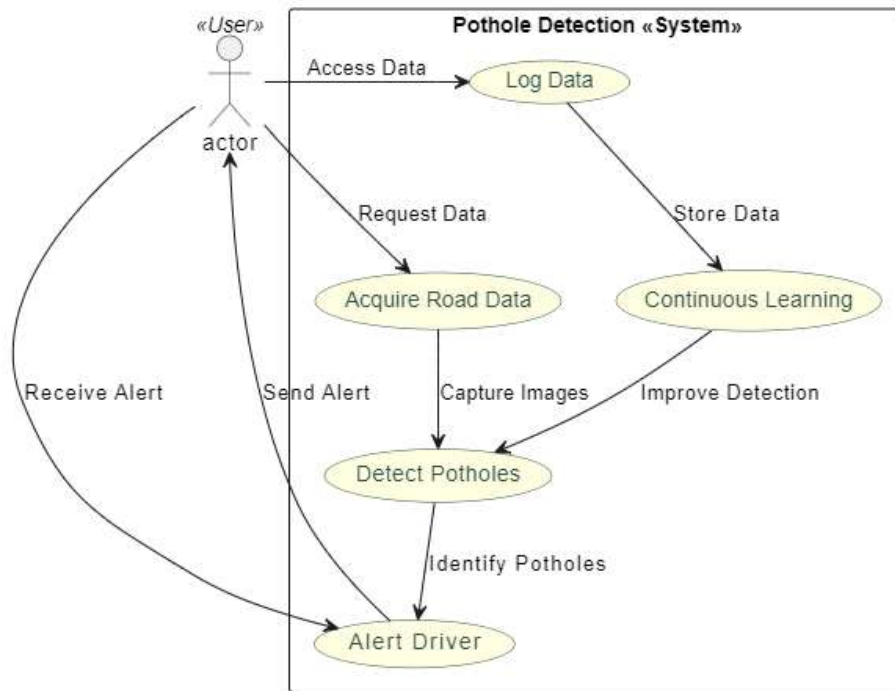 «User»
Pothole Detection «System»
actor
Access Data
Log Data
Request Data
Store Data
Acquire Road Data
Continuous Learning
Receive Alert
Send Alert
Capture Images
Improve Detection
Detect Potholes
Identify Potholes
Alert Driver